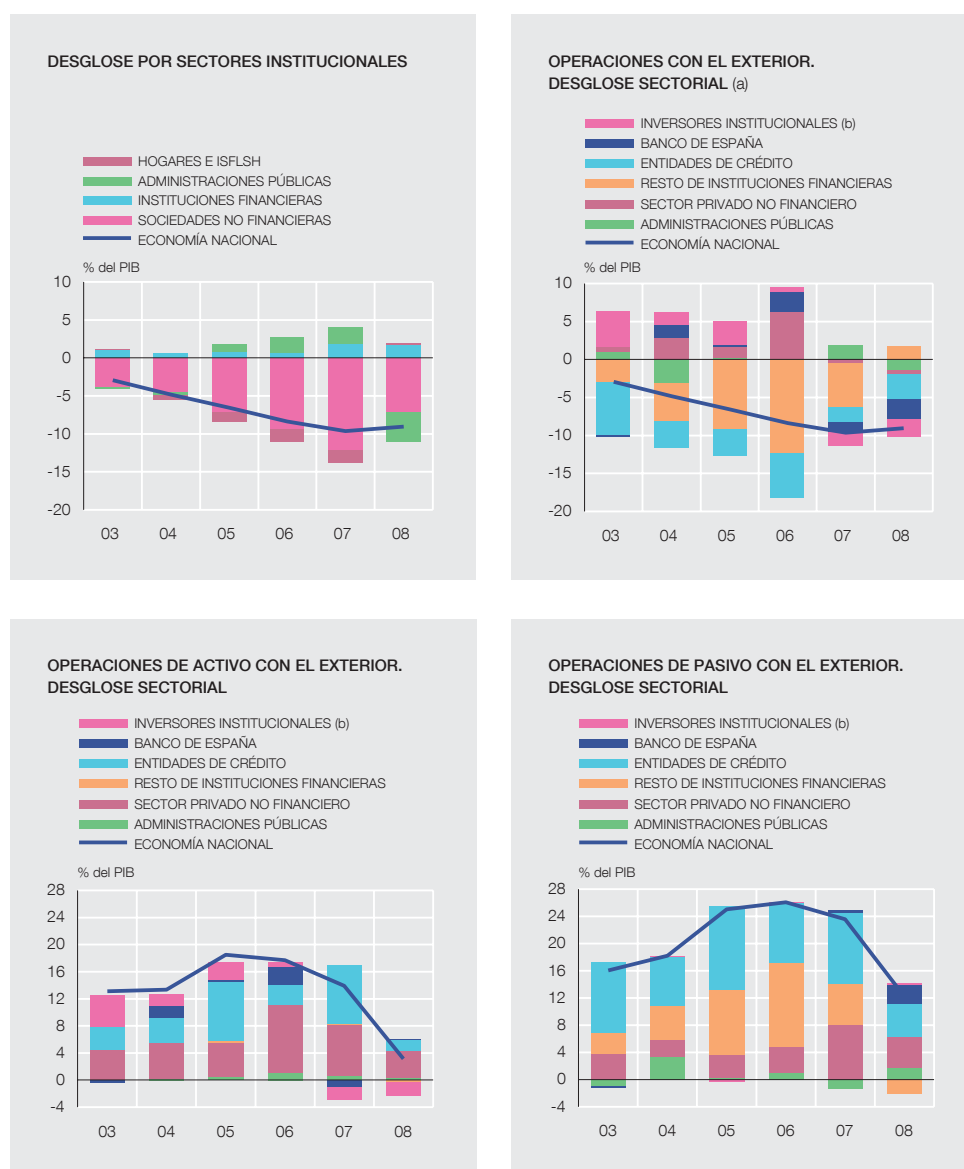 DESGLOSE POR SECTORES INSTITUCIONALES
HOGARES E ISFLSH
ADMINISTRACIONES PÚBLICAS
INSTITUCIONES FINANCIERAS
SOCIEDADES NO FINANCIERAS
ECONOMÍA NACIONAL
% del PIB
10
5
0
-5
-10
-15
-20
03 04 05 06 07 08
OPERACIONES CON EL EXTERIOR.
DESGLOSE SECTORIAL (a)
INVERSORES INSTITUCIONALES (b)
BANCO DE ESPAÑA
ENTIDADES DE CRÉDITO
RESTO DE INSTITUCIONES FINANCIERAS
SECTOR PRIVADO NO FINANCIERO
ADMINISTRACIONES PÚBLICAS
ECONOMÍA NACIONAL
% del PIB
10
5
0
-5
-10
-15
-20
03 04 05 06 07 08
OPERACIONES DE ACTIVO CON EL EXTERIOR.
DESGLOSE SECTORIAL
INVERSORES INSTITUCIONALES (b)
BANCO DE ESPAÑA
ENTIDADES DE CRÉDITO
RESTO DE INSTITUCIONES FINANCIERAS
SECTOR PRIVADO NO FINANCIERO
ADMINISTRACIONES PÚBLICAS
ECONOMÍA NACIONAL
% del PIB
28
24
20
16
12
8
4
0
-4
03 04 05 06 07 08
OPERACIONES DE PASIVO CON EL EXTERIOR.
DESGLOSE SECTORIAL
INVERSORES INSTITUCIONALES (b)
BANCO DE ESPAÑA
ENTIDADES DE CRÉDITO
RESTO DE INSTITUCIONES FINANCIERAS
SECTOR PRIVADO NO FINANCIERO
ADMINISTRACIONES PÚBLICAS
ECONOMÍA NACIONAL
% del PIB
28
24
20
16
12
8
4
0
-4
03 04 05 06 07 08